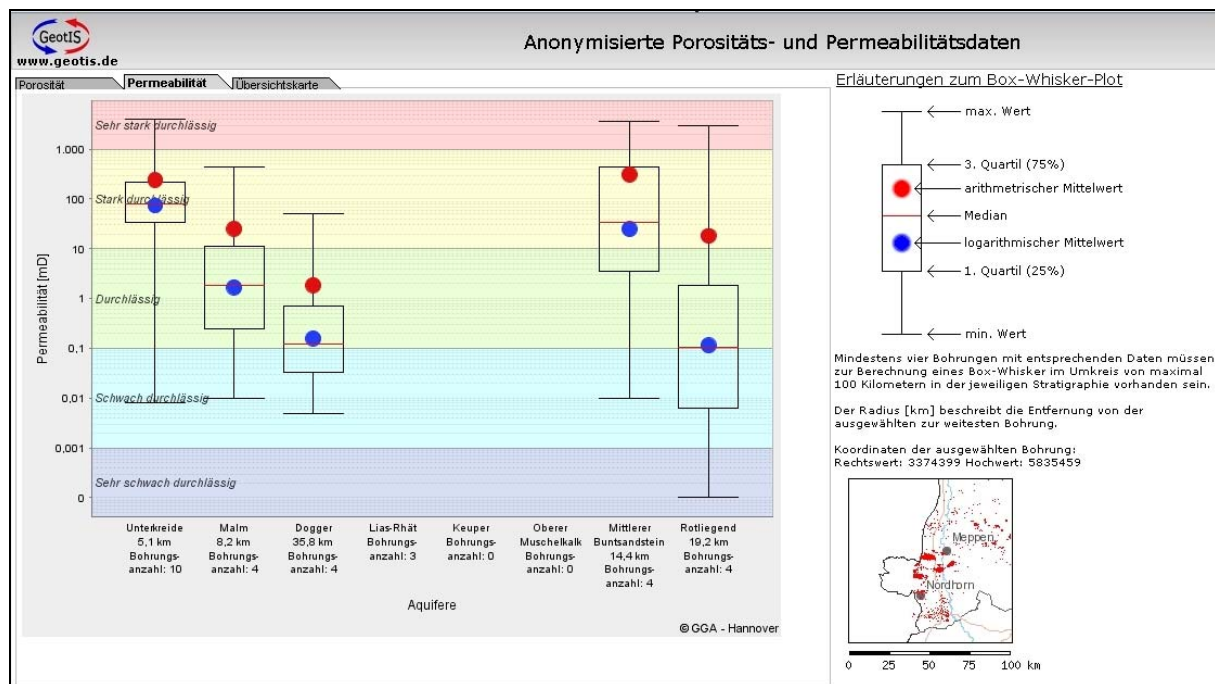 GeotIS
www.geotis.de
Anonymisierte Porositäts- und Permeabilitätsdaten
Porosität
Permeabilität
Übersichtskarte
Permeabilität [mD]
1.000
100
10
1
0,1
0,01
0,001
0
Sehr stark durchlässig
Stark durchlässig
Durchlässig
Schwach durchlässig
Sehr schwach durchlässig
Unterkreide
5,1 km
Bohrungs-
anzahl: 10
Malm
8,2 km
Bohrungs-
anzahl: 4
Dogger
35,8 km
Bohrungs-
anzahl: 4
Lias-Rhät
Bohrungs-
anzahl: 3
Keuper
Bohrungs-
anzahl: 0
Oberer
Muschelkalk
Bohrungs-
anzahl: 0
Mittlerer
Buntsandstein
14,4 km
Bohrungs-
anzahl: 4
Rotliegend
19,2 km
Bohrungs-
anzahl: 4
Aquifere
© GGA - Hannover
Erläuterungen zum Box-Whisker-Plot
max. Wert
3. Quartil (75%)
arithmetrischer Mittelwert
Median
logarithmischer Mittelwert
1. Quartil (25%)
min. Wert
Mindestens vier Bohrungen mit entsprechenden Daten müssen
zur Berechnung eines Box-Whisker im Umkreis von maximal
100 Kilometern in der jeweiligen Stratigraphie vorhanden sein.
Der Radius [km] beschreibt die Entfernung von der
ausgewählten zur weitesten Bohrung.
Koordinaten der ausgewählten Bohrung:
Rechtswert: 3374399 Hochwert: 5835459
Meppen
Nordhorn
0 25 50 75 100 km